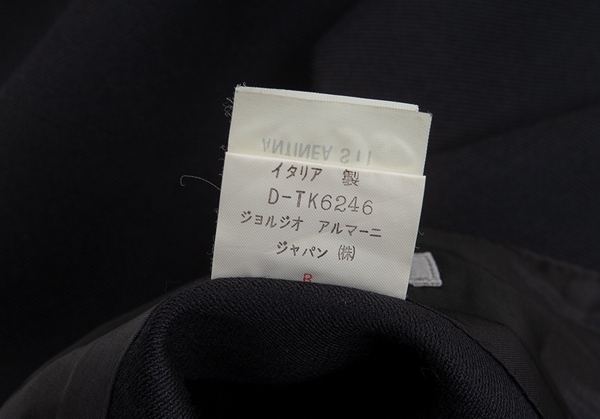 ANTINEA STI
イタリア 製
D-TK6246
ジョルジオ アルマーニ
ジャパン ㈱
R